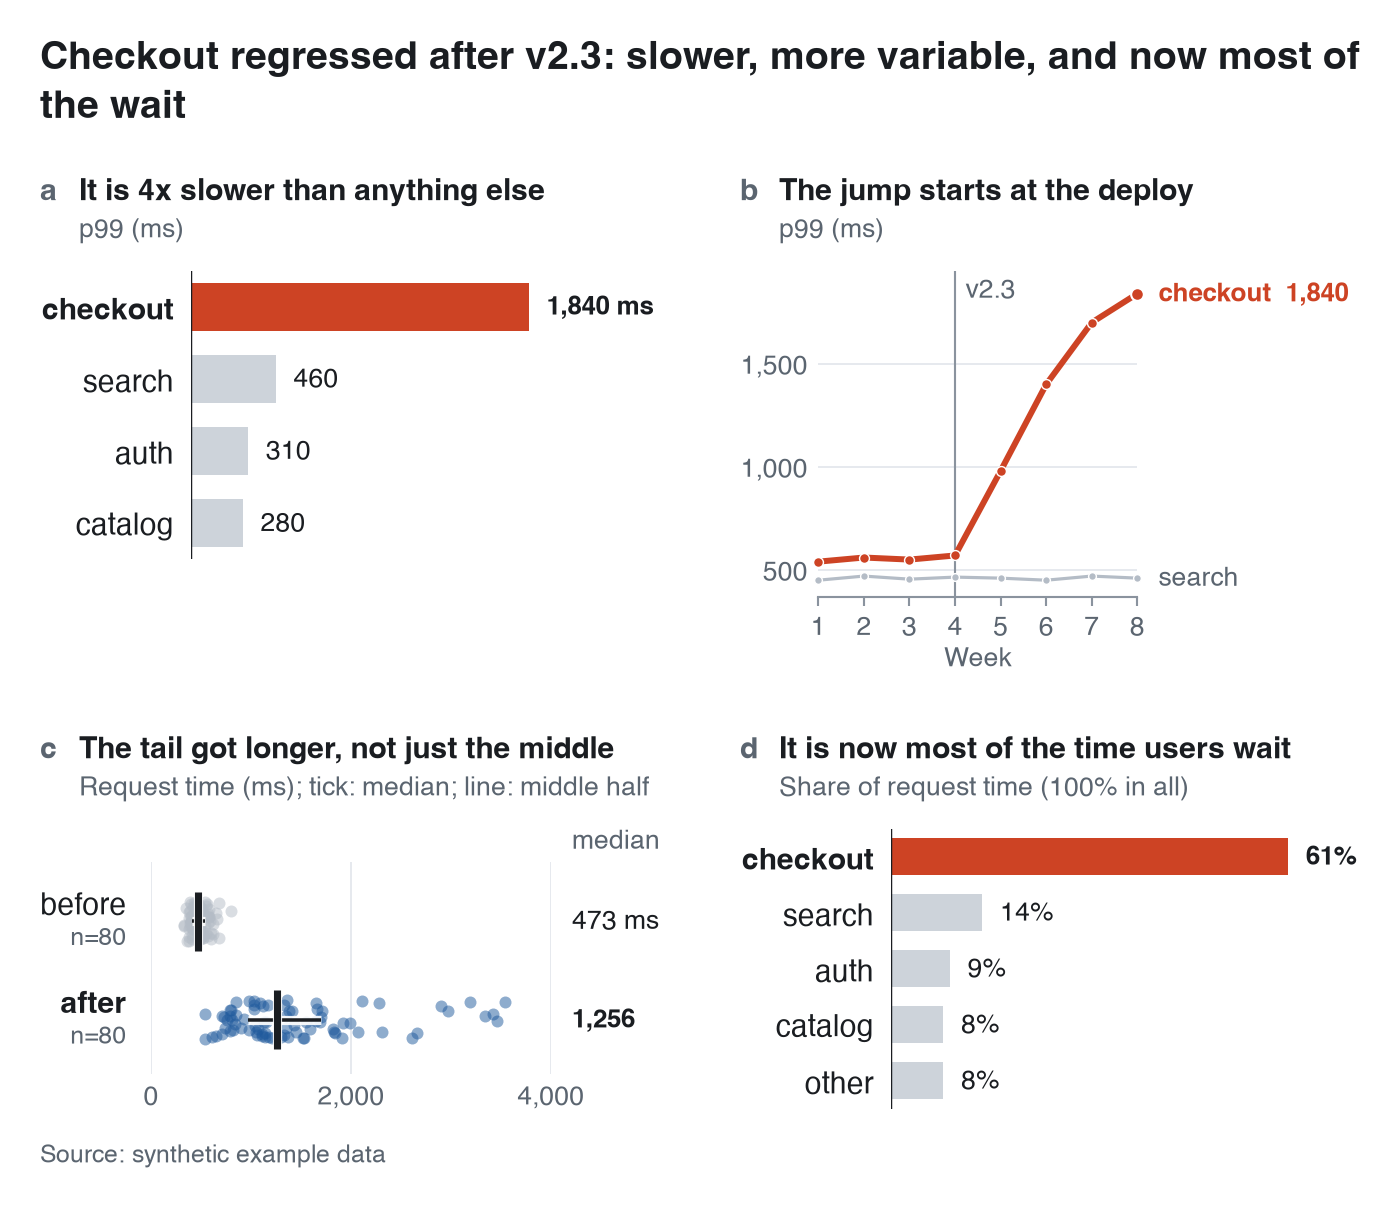 Checkout regressed after v2.3: slower, more variable, and now most of
the wait
a It is 4x slower than anything else
p99 (ms)
checkout 1,840 ms
search 460
auth 310
catalog 280
b The jump starts at the deploy
p99 (ms)
v2.3
checkout 1,840
1,500
1,000
500
search
1 2 3 4 5 6 7 8
Week
c The tail got longer, not just the middle
Request time (ms); tick: median; line: middle half
median
before
n=80
473 ms
after
n=80
1,256
0 2,000 4,000
d It is now most of the time users wait
Share of request time (100% in all)
checkout 61%
search 14%
auth 9%
catalog 8%
other 8%
Source: synthetic example data